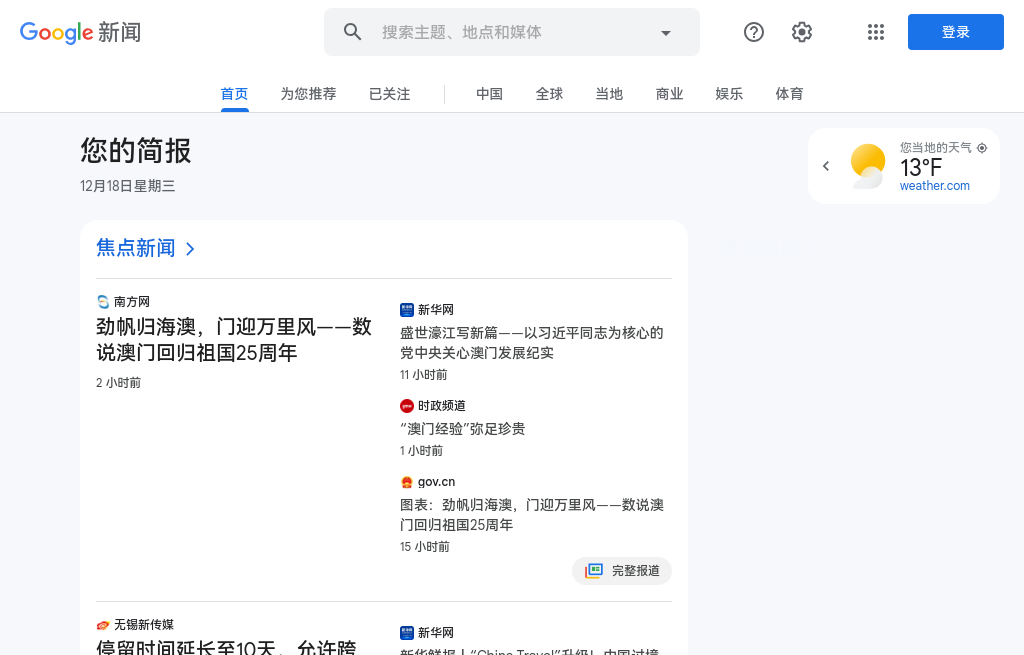 Google 新闻
搜索主题、地点和媒体
登录
首页
为您推荐
已关注
中国
全球
当地
商业
娱乐
体育
您的简报
12月18日星期三
您当地的天气
13°F
weather.com
焦点新闻
南方网
劲帆归海澳，门迎万里风——数
说澳门回归祖国25周年
2 小时前
新华网
盛世濠江写新篇——以习近平同志为核心的
党中央关心澳门发展纪实
11 小时前
时政频道
“澳门经验”弥足珍贵
1 小时前
gov.cn
图表：劲帆归海澳，门迎万里风——数说澳
门回归祖国25周年
15 小时前
完整报道
无锡新传媒
停留时间延长至10天、允许跨
新华网
新华鲜报丨“China Travel”升级！中国过境